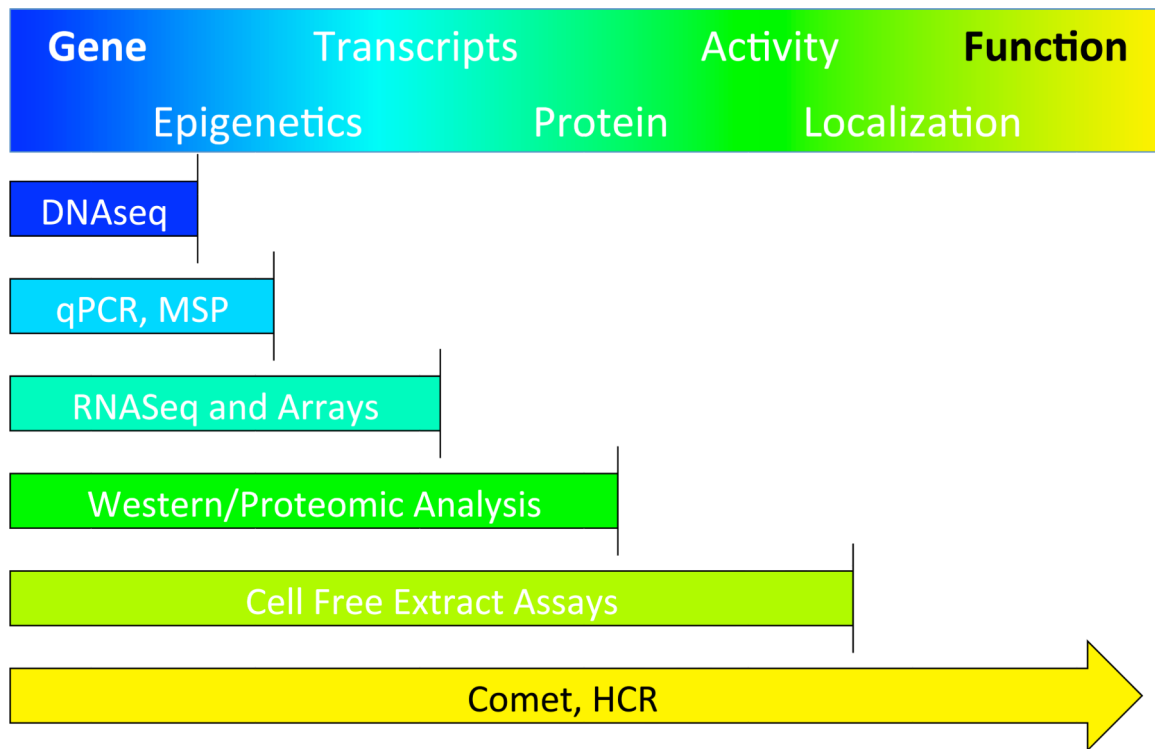 Gene Transcripts Activity Function
Epigenetics Protein Localization
DNAseq
qPCR, MSP
RNASeq and Arrays
Western/Proteomic Analysis
Cell Free Extract Assays
Comet, HCR